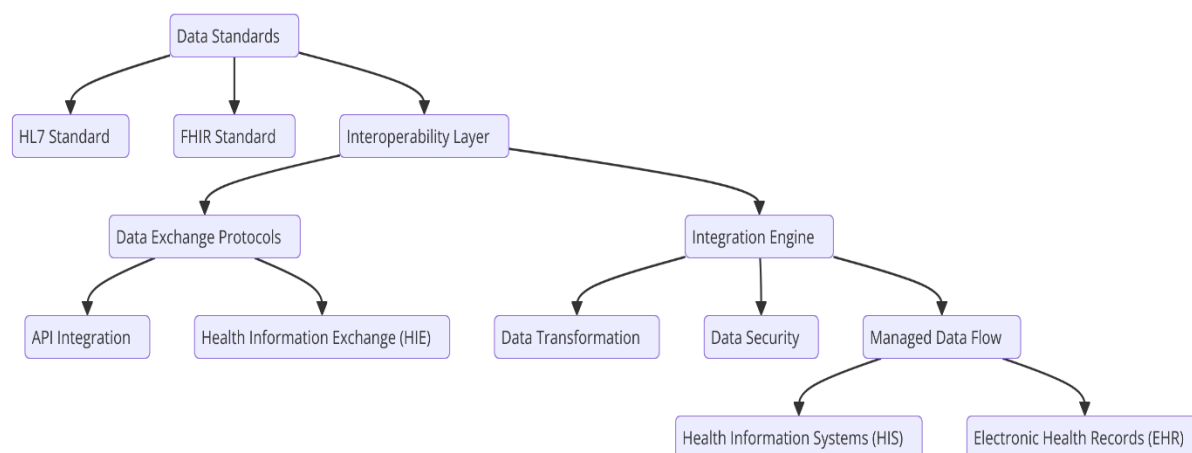 Data Standards
HL7 Standard
FHIR Standard
Interoperability Layer
Data Exchange Protocols
Integration Engine
API Integration
Health Information Exchange (HIE)
Data Transformation
Data Security
Managed Data Flow
Health Information Systems (HIS)
Electronic Health Records (EHR)